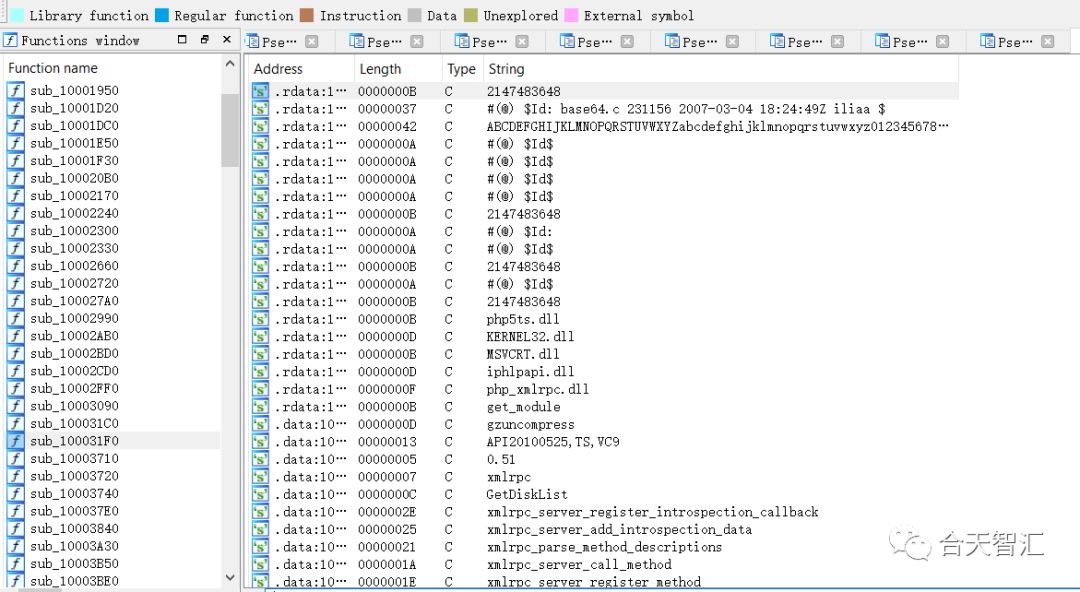 Library function Regular function Instruction Data Unexplored External symbol
Functions window
Pse… Pse… Pse… Pse… Pse… Pse… Pse… Pse…
Function name
sub_10001950
sub_10001D20
sub_10001DC0
sub_10001E50
sub_10001F30
sub_100020B0
sub_10002170
sub_10002240
sub_10002300
sub_10002330
sub_10002660
sub_10002720
sub_100027A0
sub_10002990
sub_10002AB0
sub_10002BD0
sub_10002CD0
sub_10002FF0
sub_10003090
sub_100031C0
sub_100031F0
sub_10003710
sub_10003720
sub_10003740
sub_100037E0
sub_10003840
sub_10003A30
sub_10003B50
sub_10003BE0
Address Length Type String
.rdata:1… 0000000B C 2147483648
.rdata:1… 00000037 C #(@) $Id: base64.c 231156 2007-03-04 18:24:49Z iliaa $
.rdata:1… 00000042 C ABCDEFGHIJKLMNOPQRSTUVWXYZabcdefghijklmnopqrstuvwxyz012345678…
.rdata:1… 0000000A C #(@) $Id$
.rdata:1… 0000000A C #(@) $Id$
.rdata:1… 0000000A C #(@) $Id$
.rdata:1… 0000000A C #(@) $Id$
.rdata:1… 0000000B C 2147483648
.rdata:1… 0000000A C #(@) $Id:
.rdata:1… 0000000A C #(@) $Id$
.rdata:1… 0000000B C 2147483648
.rdata:1… 0000000A C #(@) $Id$
.rdata:1… 0000000B C 2147483648
.rdata:1… 0000000B C php5ts.dll
.rdata:1… 0000000D C KERNEL32.dll
.rdata:1… 0000000B C MSVCRT.dll
.rdata:1… 0000000D C iphlpapi.dll
.rdata:1… 0000000F C php_xmlrpc.dll
.rdata:1… 0000000B C get_module
.data:10… 0000000D C gzuncompress
.data:10… 00000013 C API20100525,TS,VC9
.data:10… 00000005 C 0.51
.data:10… 00000007 C xmlrpc
.data:10… 0000000C C GetDiskList
.data:10… 0000002E C xmlrpc_server_register_introspection_callback
.data:10… 00000025 C xmlrpc_server_add_introspection_data
.data:10… 00000021 C xmlrpc_parse_method_descriptions
.data:10… 0000001A C xmlrpc_server_call_method
.data:10… 0000001E C xmlrpc_server_register_method
合天智汇